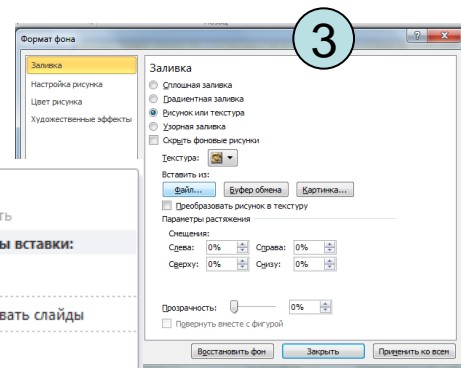 3
Формат фона
Заливка
Настройка рисунка
Цвет рисунка
Художественные эффекты
Заливка
Сплошная заливка
Градиентная заливка
Рисунок или текстура
Узорная заливка
Скрыть фоновые рисунки
Текстура:
Вставить из:
Файл... Буфер обмена Картинка...
Преобразовать рисунок в текстуру
Параметры растяжения
Смещения:
Слева: 0% Справа: 0%
Сверху: 0% Снизу: 0%
Прозрачность: 0%
Повернуть вместе с фигурой
Восстановить фон Закрыть Применить ко всем
ть
ы вставки:
вать слайды